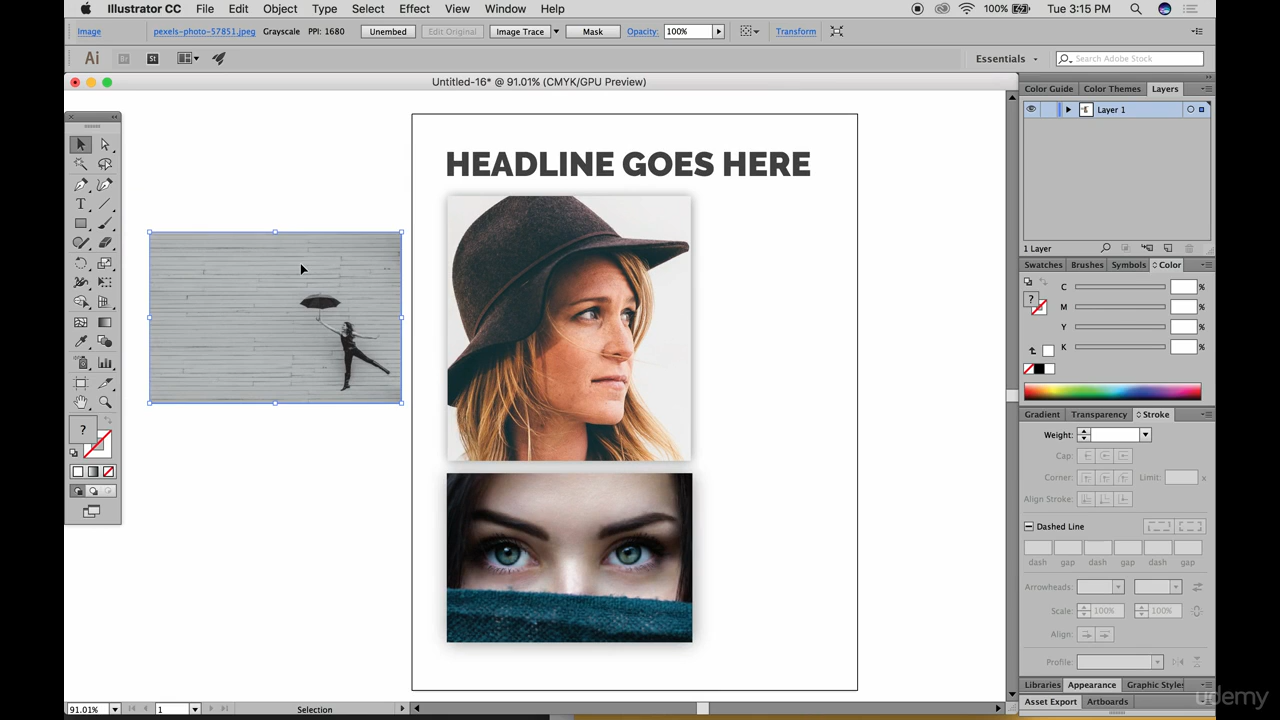 Illustrator CC File Edit Object Type Select Effect View Window Help 100% Tue 3:15 PM
Image pexels-photo-57851.jpeg Grayscale PPI: 1680 Unembed Edit Original Image Trace Mask Opacity: 100% Transform
Ai Br St Essentials Search Adobe Stock
Untitled-16* @ 91.01% (CMYK/GPU Preview)
Color Guide Color Themes Layers
Layer 1
HEADLINE GOES HERE
T
1 Layer
Swatches Brushes Symbols Color
C %
? M %
Y %
K %
Gradient Transparency Stroke
?
Weight:
Cap:
Corner: Limit: x
Align Stroke:
Dashed Line
dash gap dash gap dash gap
Arrowheads:
Scale: 100% 100%
Align:
Profile:
Libraries Appearance Graphic Styles
Asset Export Artboards
udemy
91.01% 1 Selection